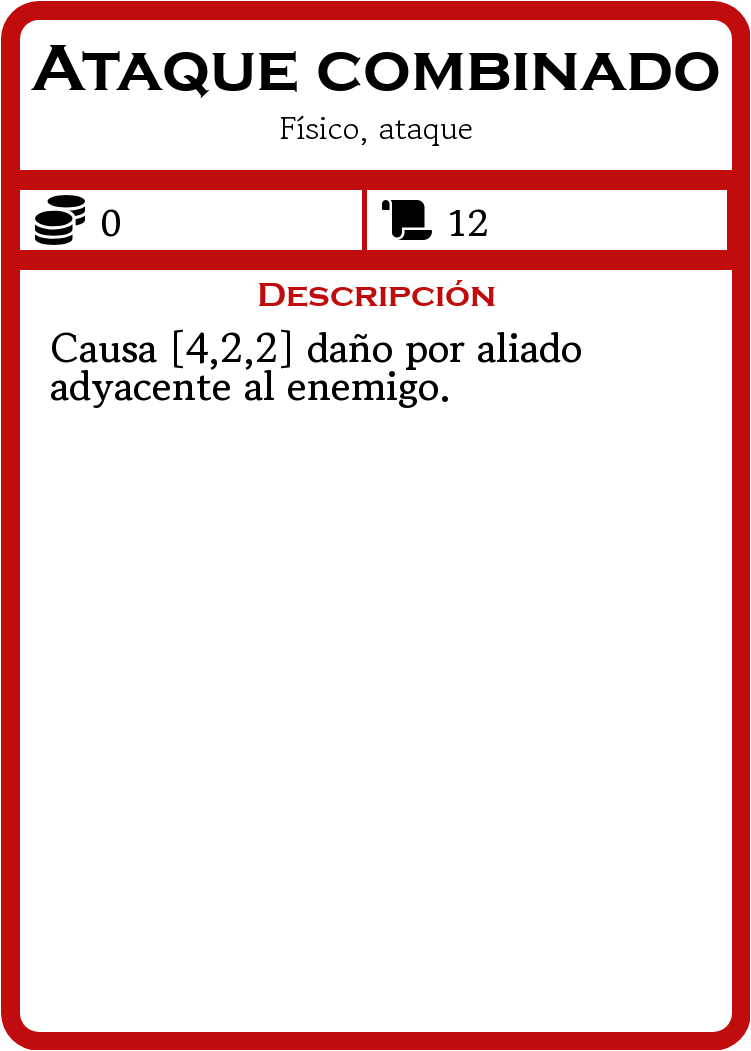 Ataque combinado
Físico, ataque
0
12
Descripción
Causa [4,2,2] daño por aliado
adyacente al enemigo.